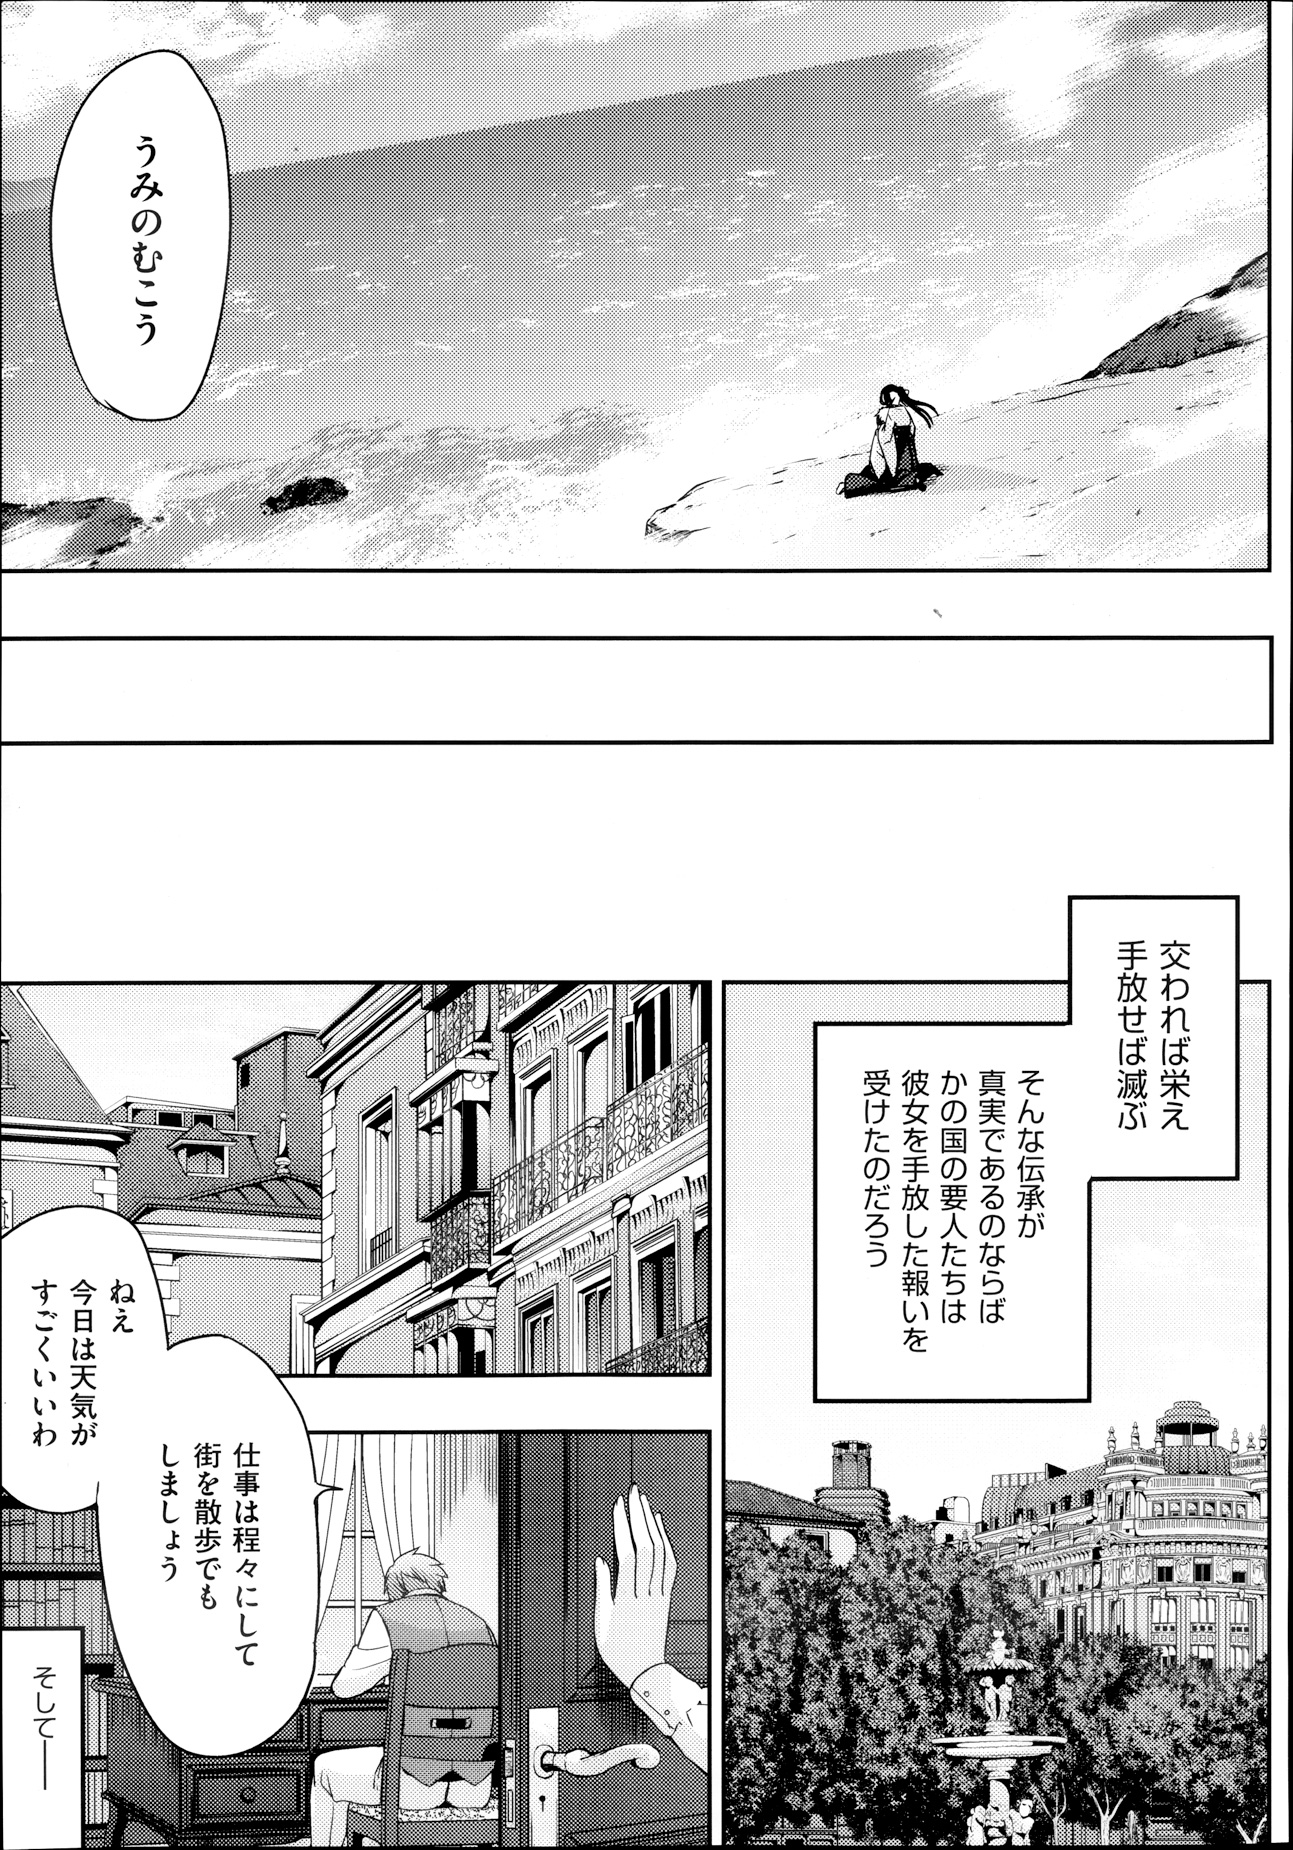 うみのむこう
交われば栄え
手放せば滅ぶ
そんな伝承が
真実であるのならば
かの国の要人たちは
彼女を手放した報いを
受けたのだろう
ねえ
今日は天気が
すごくいいわ
仕事は程々にして
街を散歩でも
しましょう
そして――